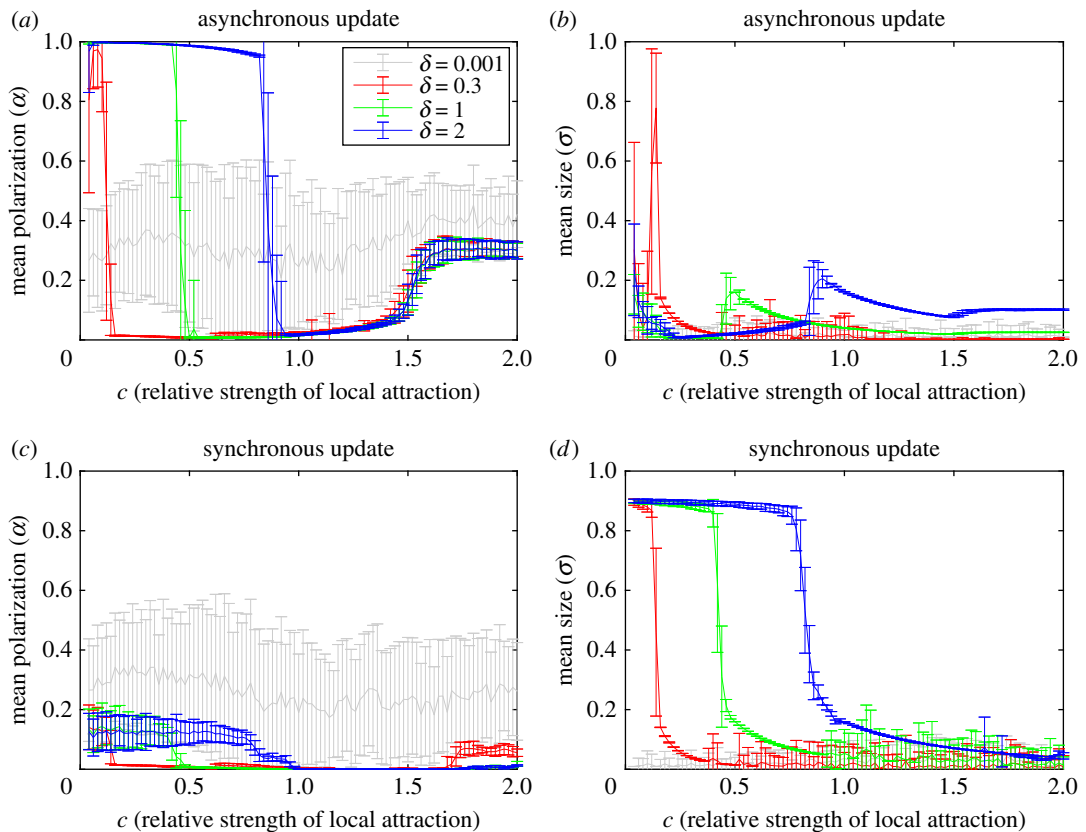 (a) asynchronous update
1.0
0.8
0.6
0.4
0.2
0 0.5 1.0 1.5 2.0
mean polarization (α)
c (relative strength of local attraction)
δ = 0.001
δ = 0.3
δ = 1
δ = 2
(b) asynchronous update
1.0
0.8
0.6
0.4
0.2
0 0.5 1.0 1.5 2.0
mean size (σ)
c (relative strength of local attraction)
(c) synchronous update
1.0
0.8
0.6
0.4
0.2
0 0.5 1.0 1.5 2.0
mean polarization (α)
c (relative strength of local attraction)
(d) synchronous update
1.0
0.8
0.6
0.4
0.2
0 0.5 1.0 1.5 2.0
mean size (σ)
c (relative strength of local attraction)